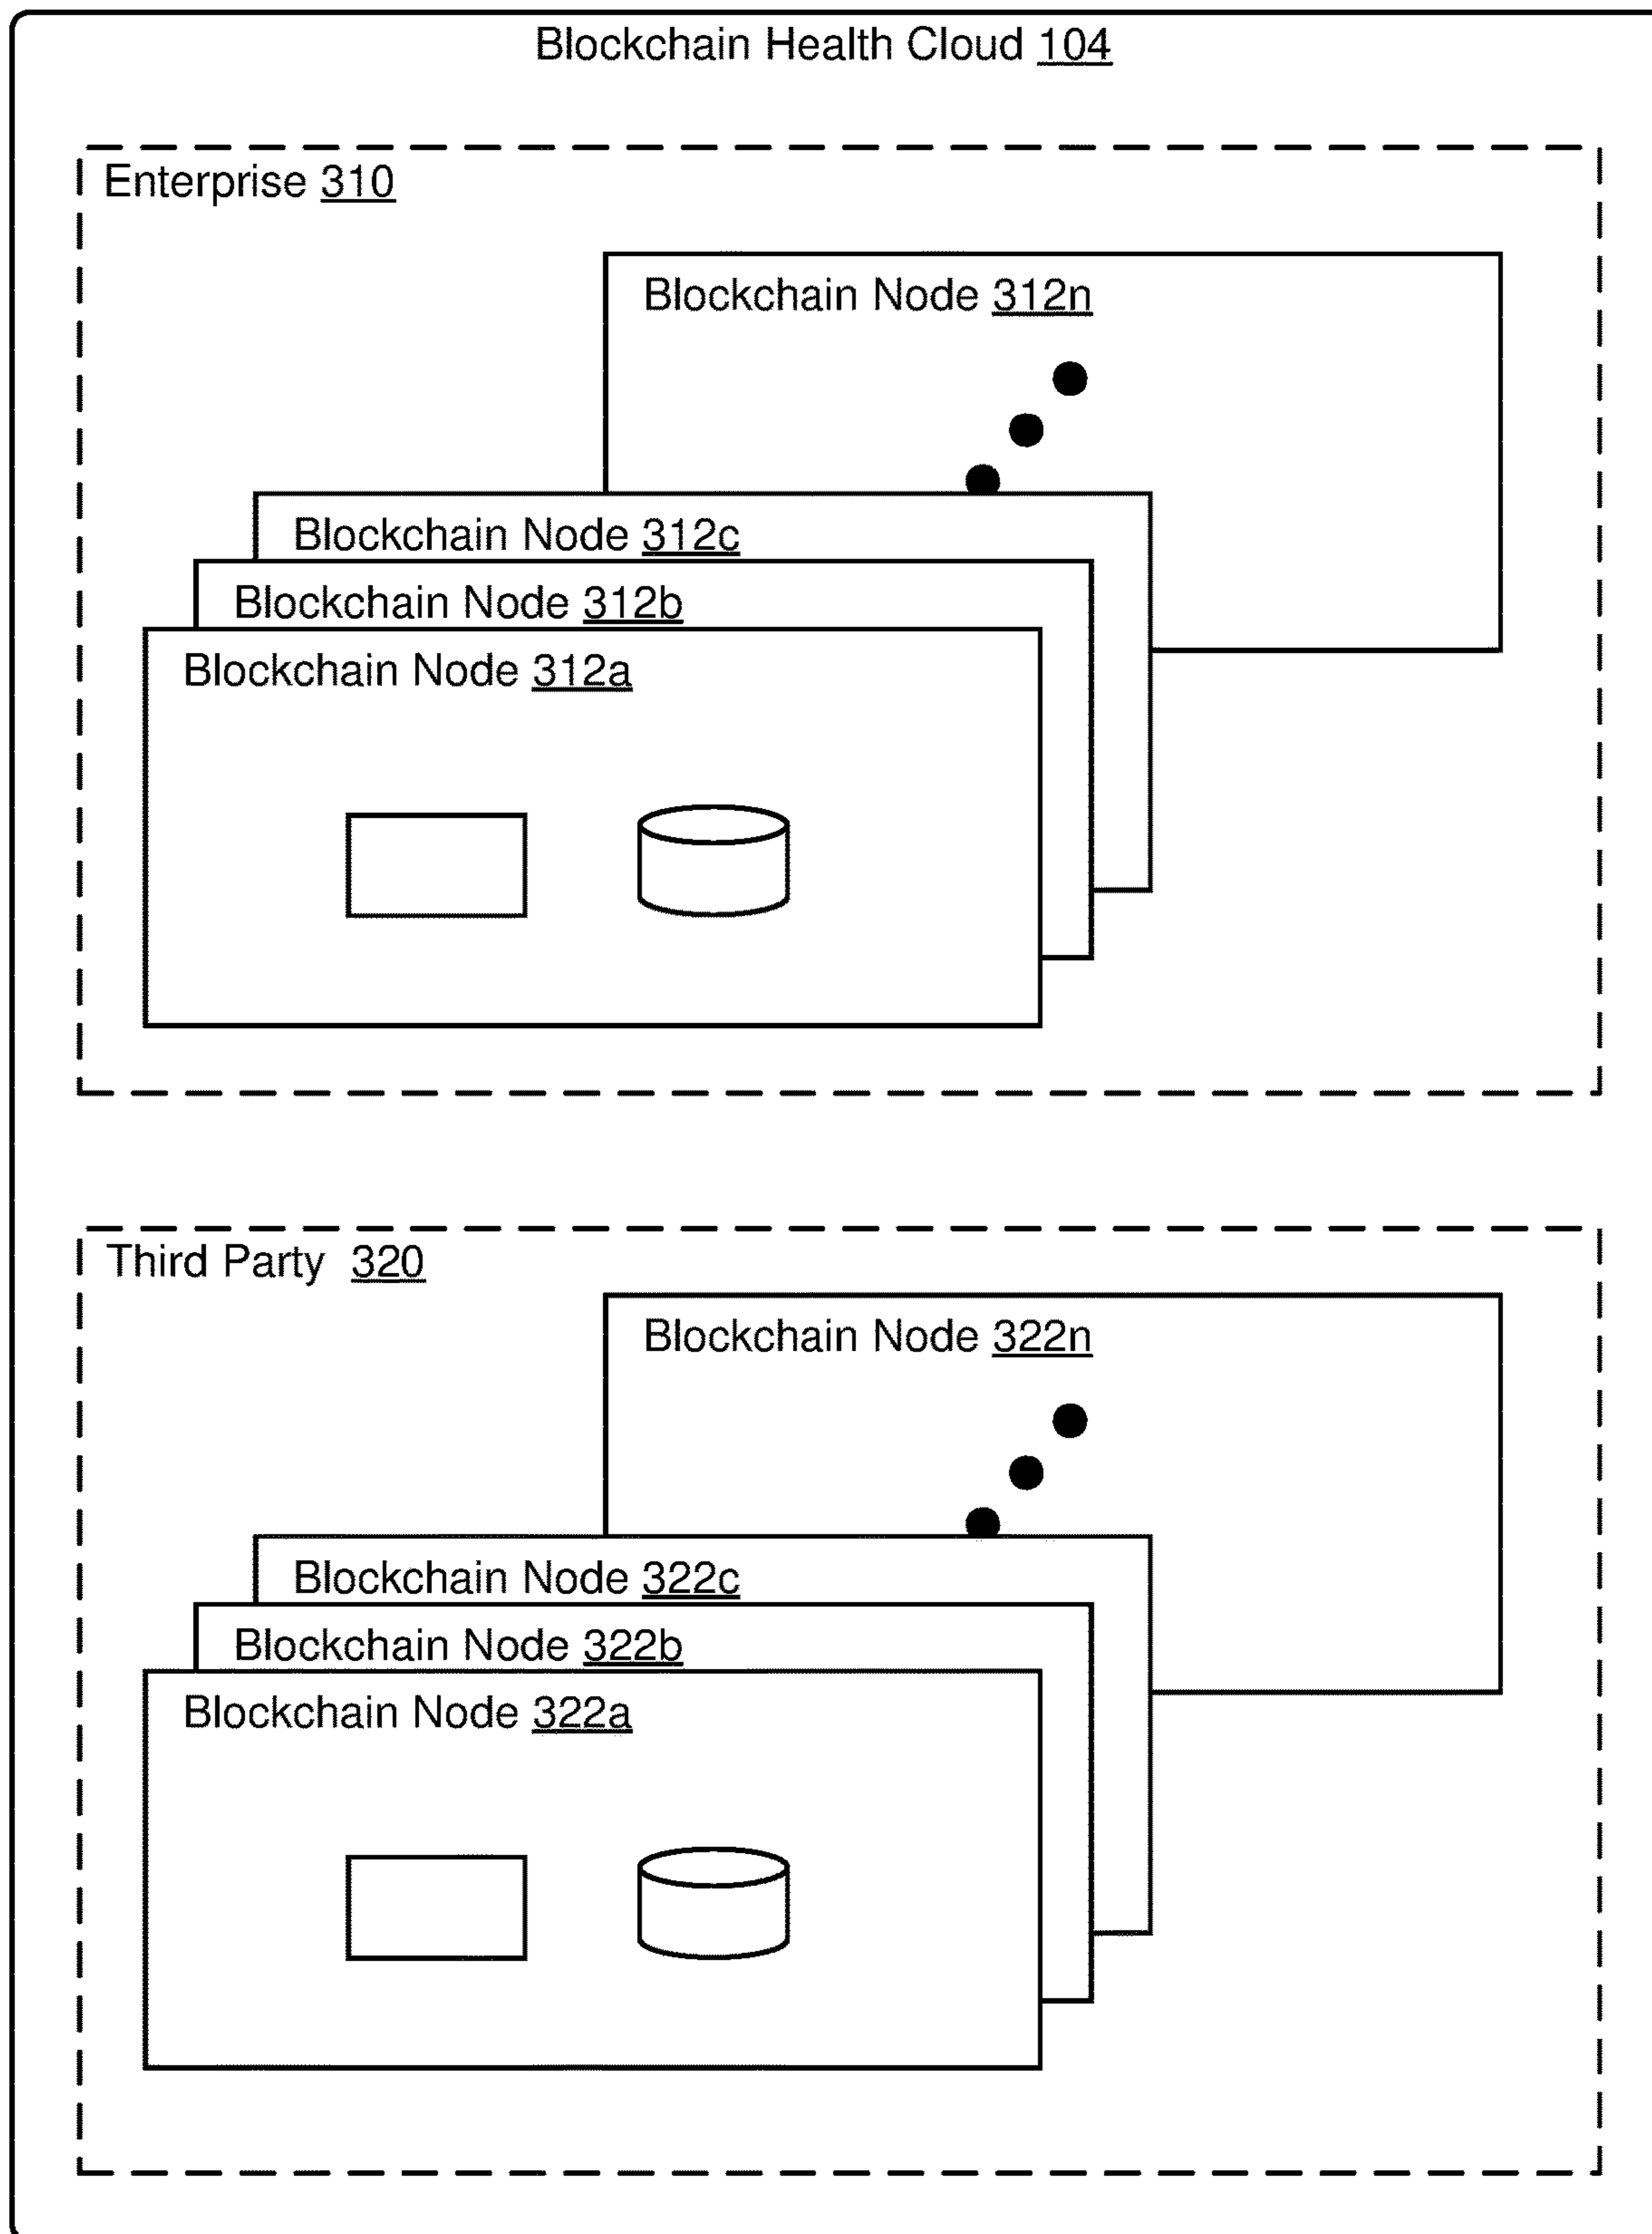 Blockchain Health Cloud 104
Enterprise 310
Blockchain Node 312n
Blockchain Node 312c
Blockchain Node 312b
Blockchain Node 312a
Third Party 320
Blockchain Node 322n
Blockchain Node 322c
Blockchain Node 322b
Blockchain Node 322a